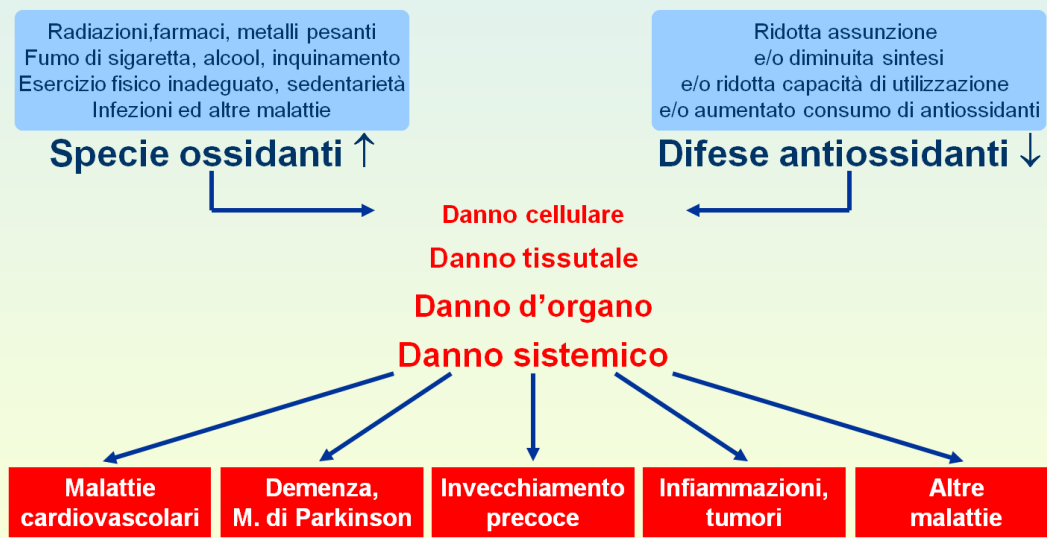 Radiazioni,farmaci, metalli pesanti
Fumo di sigaretta, alcool, inquinamento
Esercizio fisico inadeguato, sedentarietà
Infezioni ed altre malattie
Specie ossidanti ↑
Ridotta assunzione
e/o diminuita sintesi
e/o ridotta capacità di utilizzazione
e/o aumentato consumo di antiossidanti
Difese antiossidanti ↓
Danno cellulare
Danno tissutale
Danno d’organo
Danno sistemico
Malattie
cardiovascolari
Demenza,
M. di Parkinson
Invecchiamento
precoce
Infiammazioni,
tumori
Altre
malattie